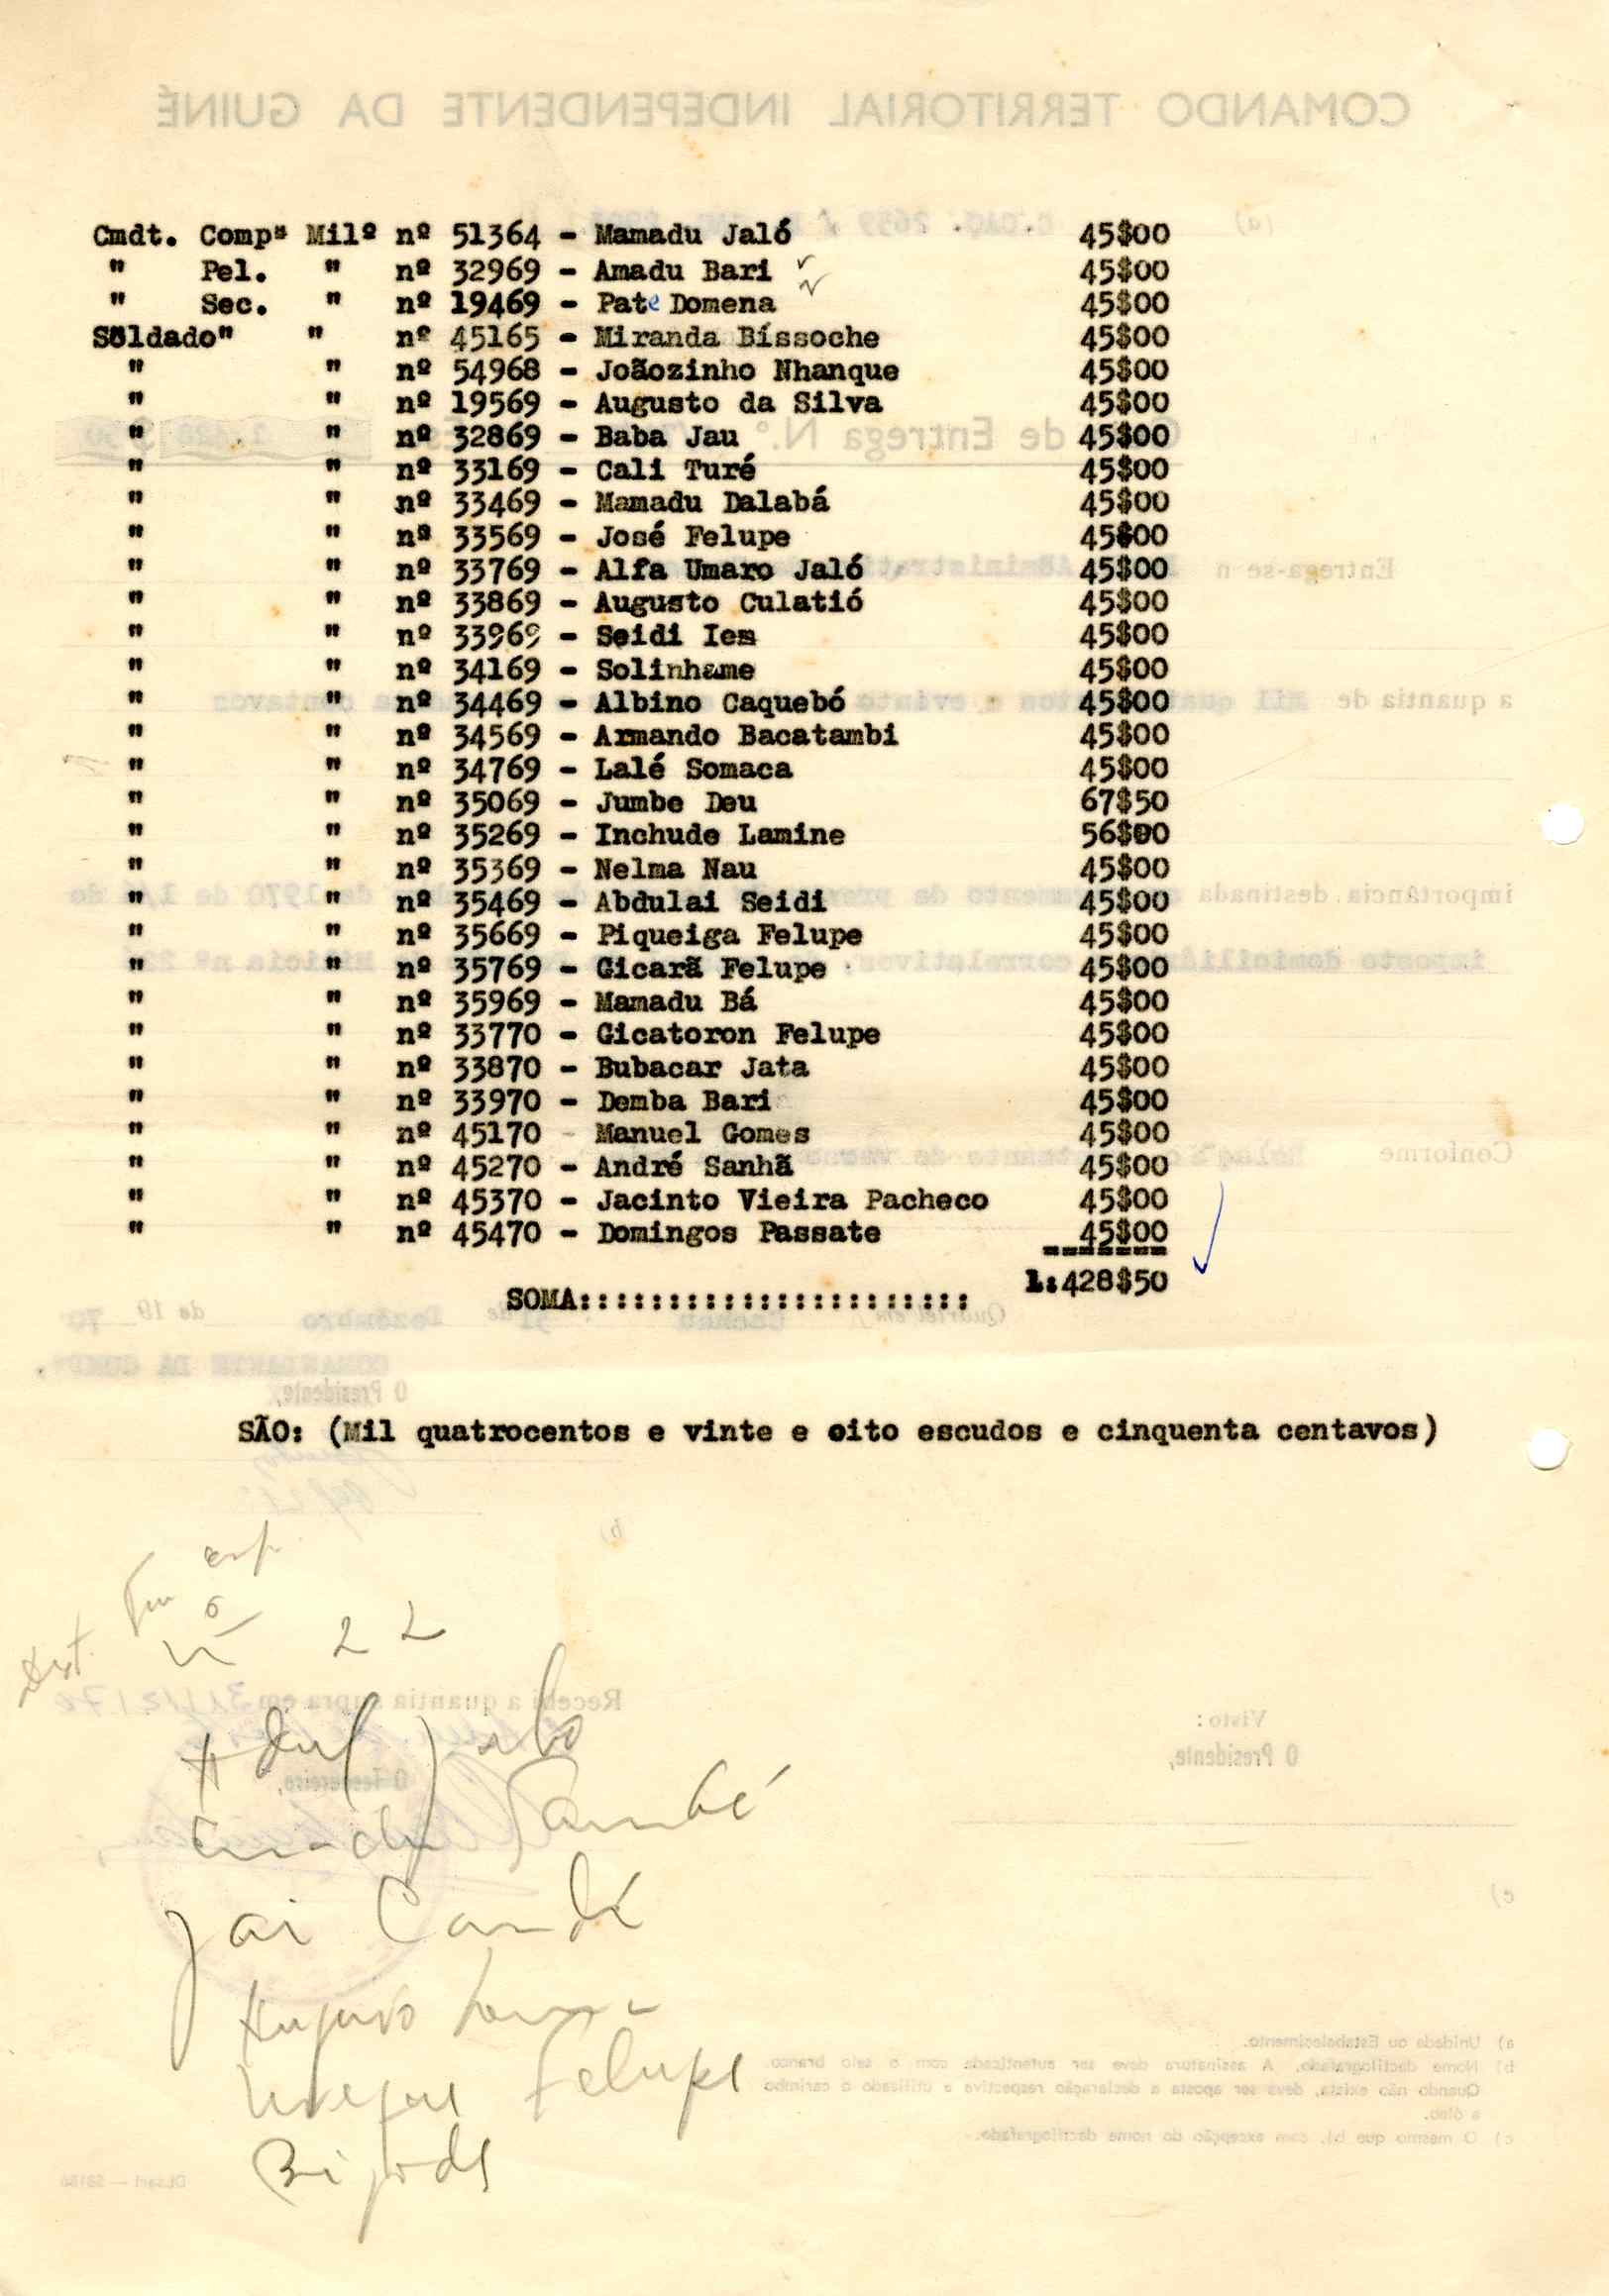 Cmdt. Compª Milº nº 51364 - Mamadu Jaló 45$00
" Pel. " nº 32969 - Amadu Bari 45$00
" Sec. " nº 19469 - Pate Domena 45$00
Soldado" " nº 45165 - Miranda Bissoche 45$00
" " nº 54968 - Joãozinho Nhanque 45$00
" " nº 19569 - Augusto da Silva 45$00
" " nº 32869 - Baba Jau 45$00
" " nº 33169 - Cali Turé 45$00
" " nº 33469 - Mamadu Dalabá 45$00
" " nº 33569 - José Felupe 45$00
" " nº 33769 - Alfa Umaro Jaló 45$00
" " nº 33869 - Augusto Culatió 45$00
" " nº 33969 - Seidi Iem 45$00
" " nº 34169 - Solinhame 45$00
" " nº 34469 - Albino Caquebó 45$00
" " nº 34569 - Armando Bacatambi 45$00
" " nº 34769 - Lalé Somaca 45$00
" " nº 35069 - Jumbe Deu 67$50
" " nº 35269 - Inchude Lamine 56$00
" " nº 35369 - Nelma Nau 45$00
" " nº 35469 - Abdulai Seidi 45$00
" " nº 35669 - Piqueiga Felupe 45$00
" " nº 35769 - Gicarã Felupe 45$00
" " nº 35969 - Mamadu Bá 45$00
" " nº 33770 - Gicatoron Felupe 45$00
" " nº 33870 - Bubacar Jata 45$00
" " nº 33970 - Demba Bari 45$00
" " nº 45170 - Manuel Gomes 45$00
" " nº 45270 - André Sanhã 45$00
" " nº 45370 - Jacinto Vieira Pacheco 45$00
" " nº 45470 - Domingos Passate 45$00
SOMA:::::::::::::::::::::: 1:428$50
SÃO: (Mil quatrocentos e vinte e oito escudos e cinquenta centavos)
22
Jai Candé
Felupe